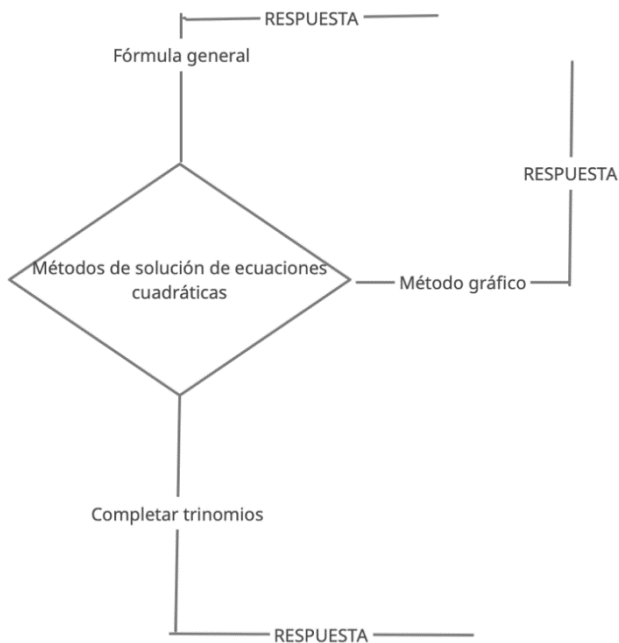 RESPUESTA
Fórmula general
RESPUESTA
Métodos de solución de ecuaciones
cuadráticas
Método gráfico
Completar trinomios
RESPUESTA